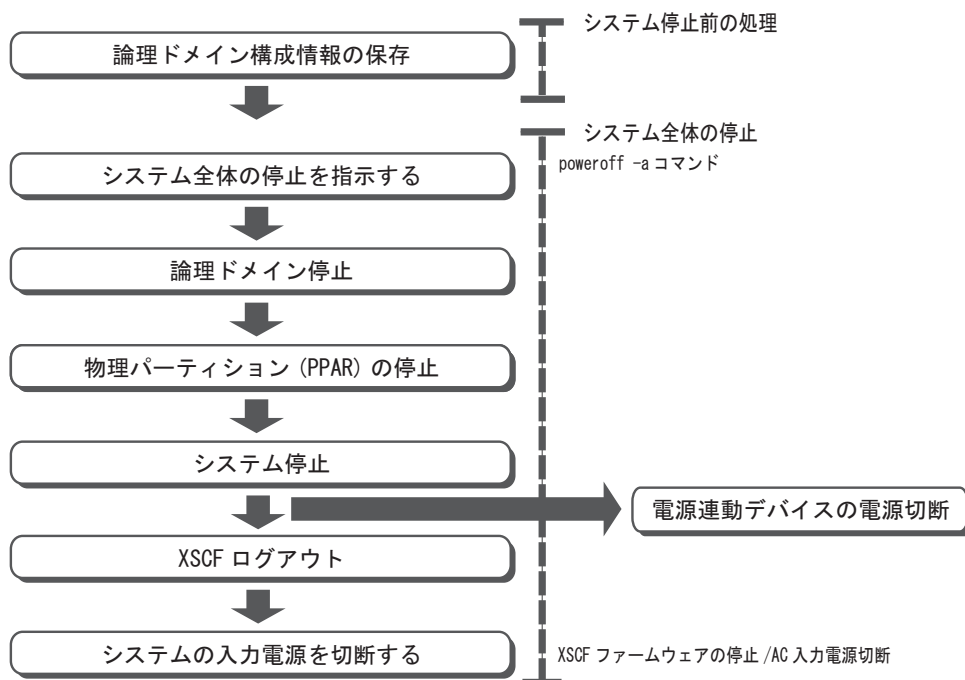 システム停止前の処理
論理ドメイン構成情報の保存
システム全体の停止
poweroff -a コマンド
システム全体の停止を指示する
論理ドメイン停止
物理パーティション (PPAR) の停止
システム停止
電源連動デバイスの電源切断
XSCF ログアウト
システムの入力電源を切断する
XSCF ファームウェアの停止 /AC 入力電源切断